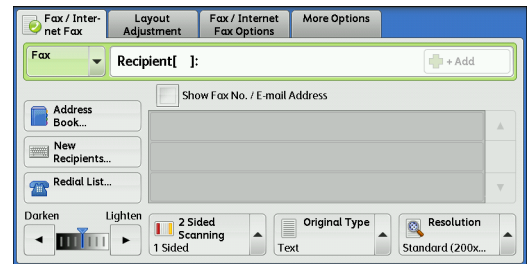 Fax / Inter-
net Fax
Layout
Adjustment
Fax / Internet
Fax Options
More Options
Fax
Recipient[   ]:
+ Add
Show Fax No. / E-mail Address
Address
Book...
New
Recipients...
Redial List...
Darken
Lighten
2 Sided
Scanning
1 Sided
Original Type
Text
Resolution
Standard (200x...